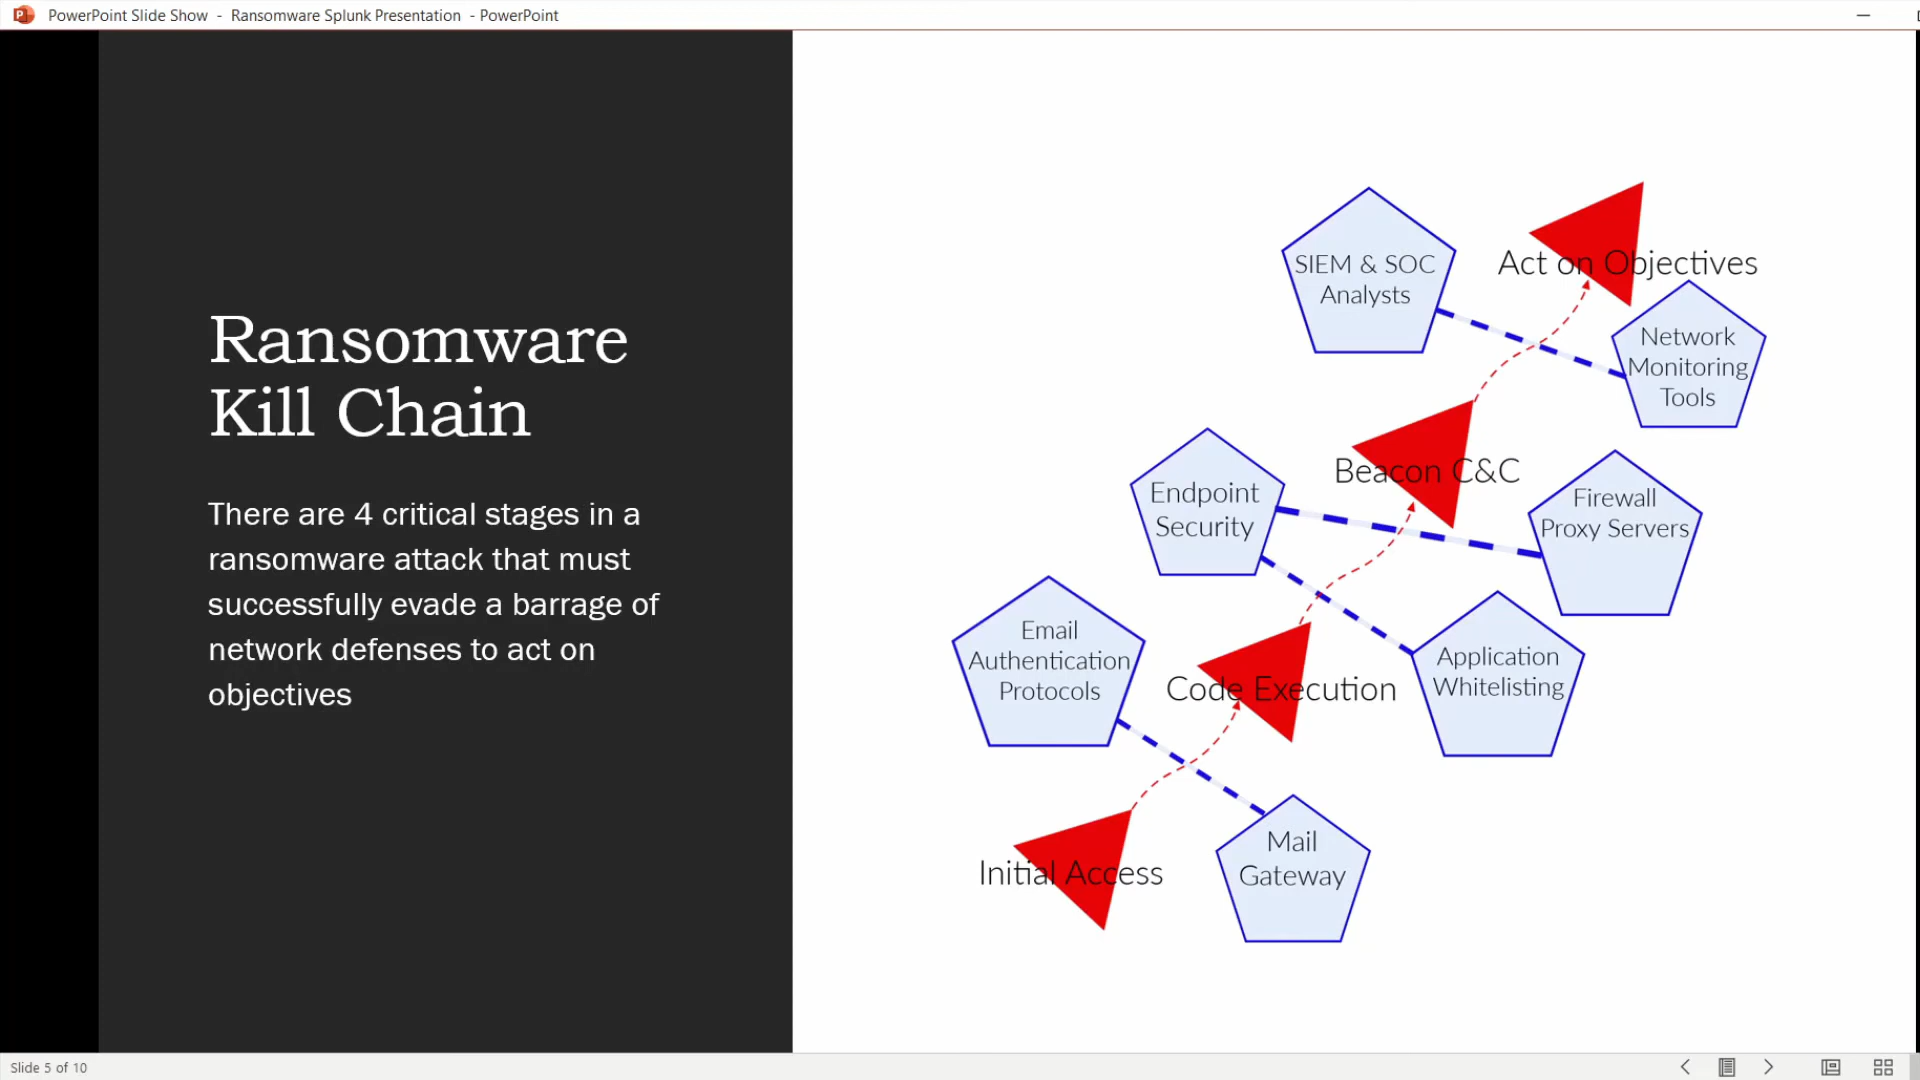 PowerPoint Slide Show - Ransomware Splunk Presentation - PowerPoint
Ransomware
Kill Chain
There are 4 critical stages in a
ransomware attack that must
successfully evade a barrage of
network defenses to act on
objectives
SIEM & SOC
Analysts
Act on Objectives
Network
Monitoring
Tools
Beacon C&C
Endpoint
Security
Firewall
Proxy Servers
Email
Authentication
Protocols
Code Execution
Application
Whitelisting
Initial Access
Mail
Gateway
Slide 5 of 10